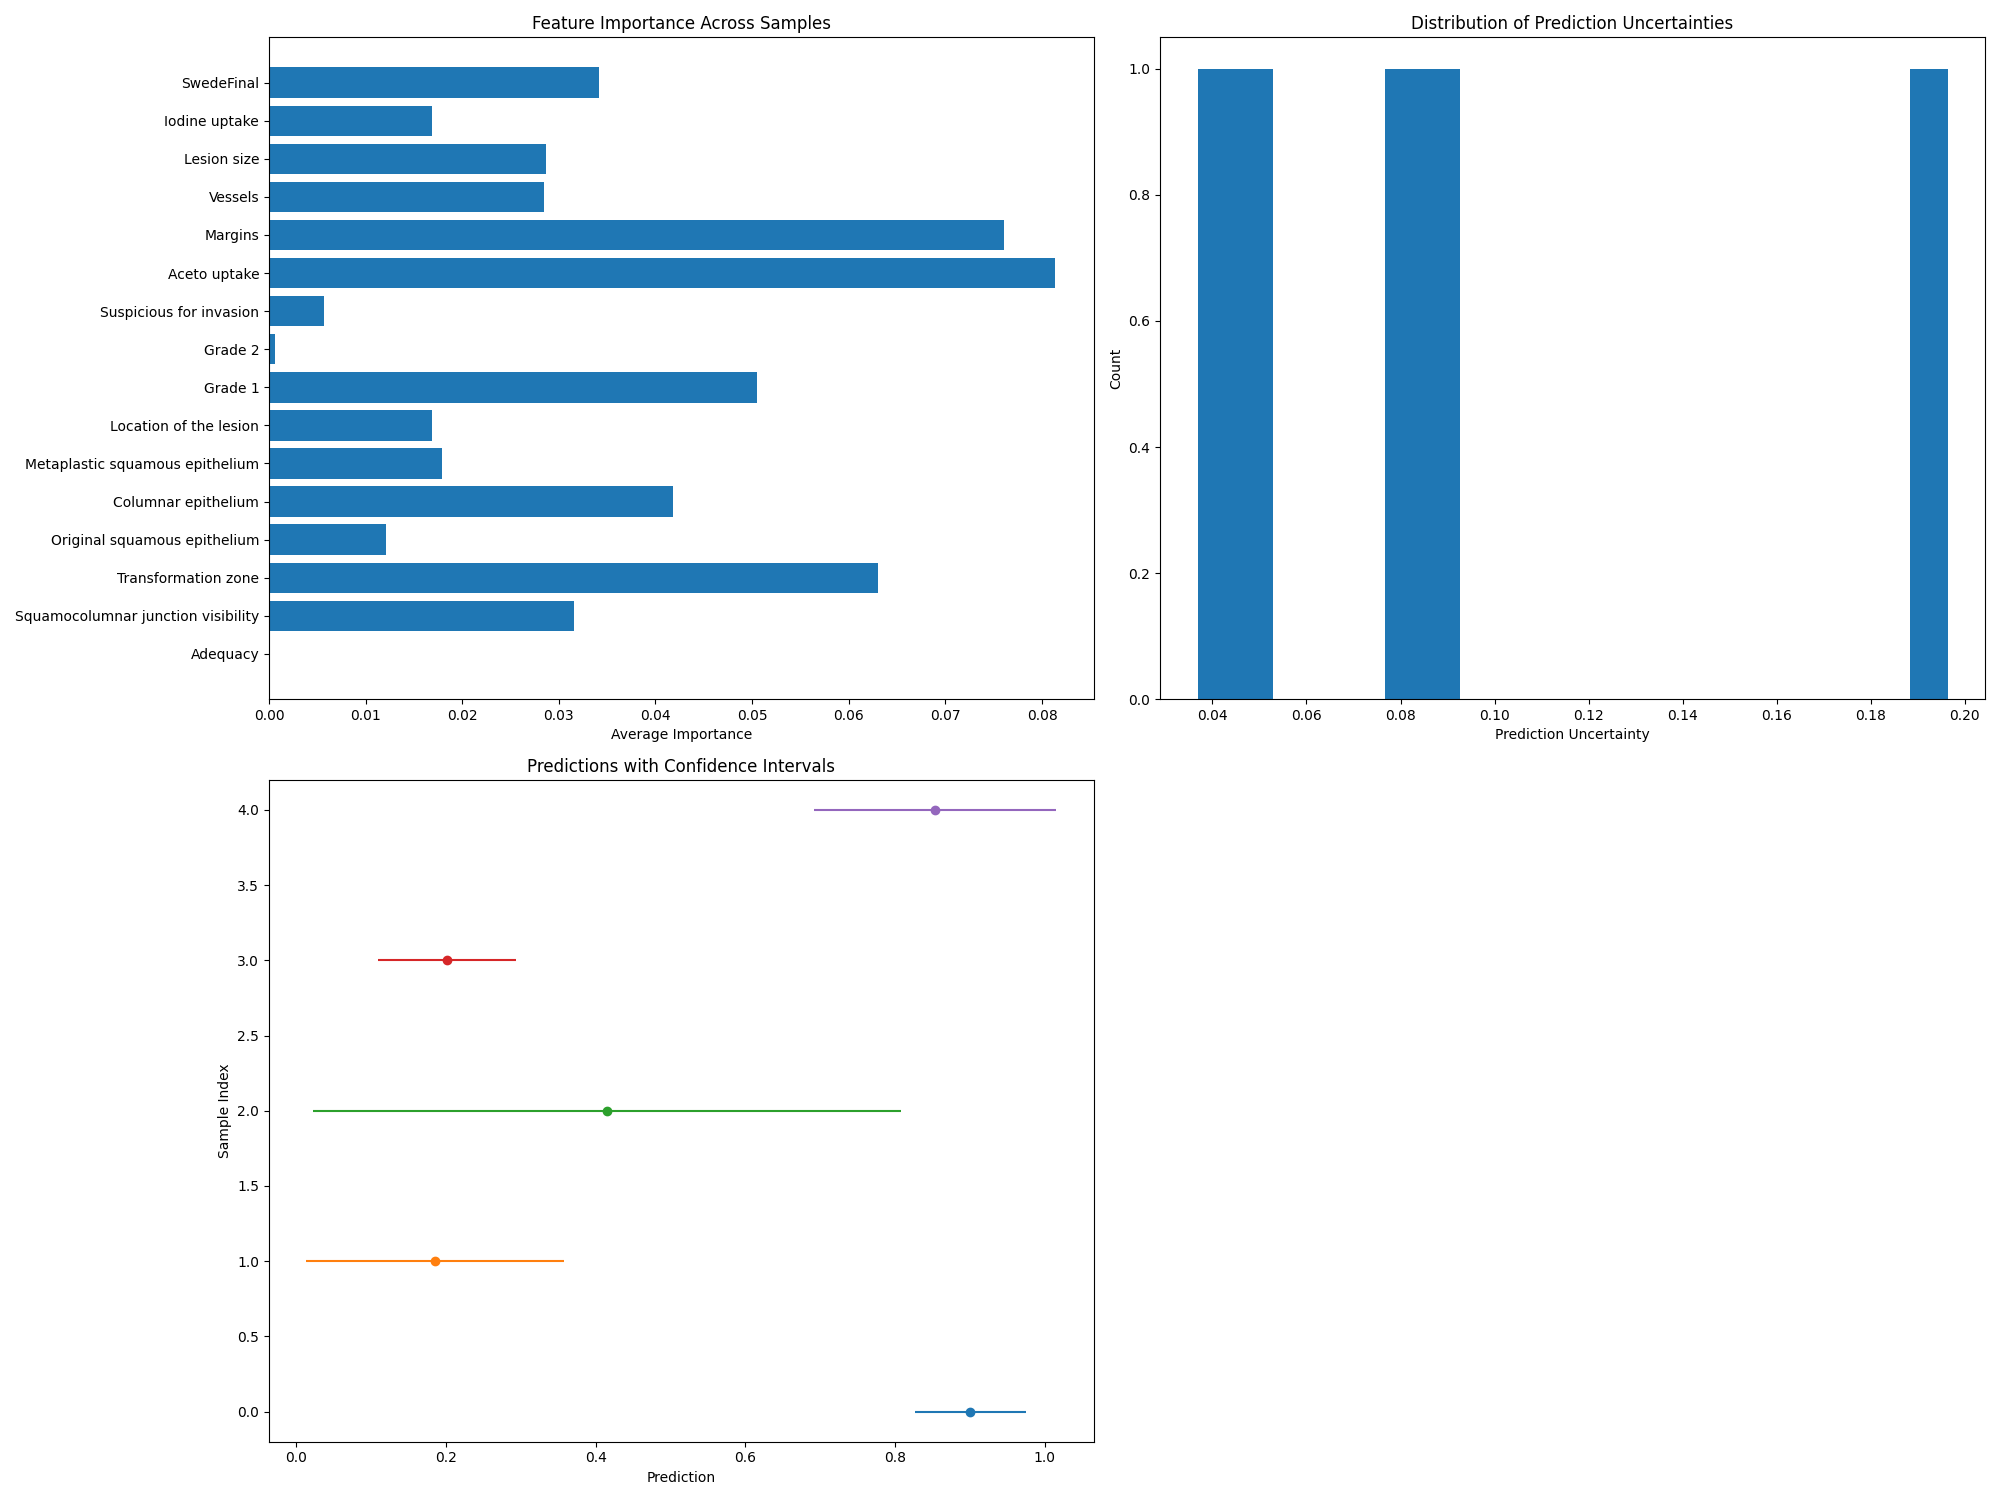 Feature Importance Across Samples
SwedeFinal
Iodine uptake
Lesion size
Vessels
Margins
Aceto uptake
Suspicious for invasion
Grade 2
Grade 1
Location of the lesion
Metaplastic squamous epithelium
Columnar epithelium
Original squamous epithelium
Transformation zone
Squamocolumnar junction visibility
Adequacy
0.00 0.01 0.02 0.03 0.04 0.05 0.06 0.07 0.08
Average Importance
Distribution of Prediction Uncertainties
1.0
0.8
0.6
0.4
0.2
0.0
Count
0.04 0.06 0.08 0.10 0.12 0.14 0.16 0.18 0.20
Prediction Uncertainty
Predictions with Confidence Intervals
4.0
3.5
3.0
2.5
2.0
1.5
1.0
0.5
0.0
Sample Index
0.0 0.2 0.4 0.6 0.8 1.0
Prediction